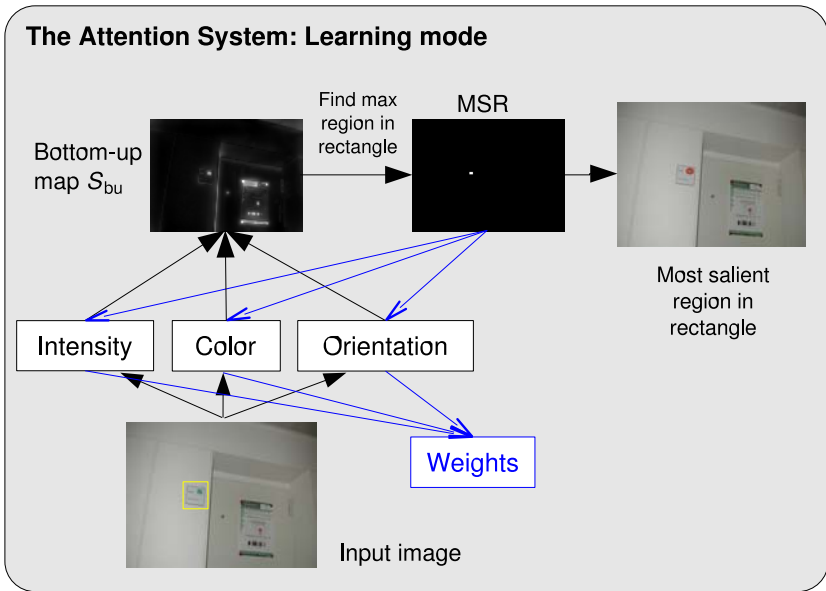 The Attention System: Learning mode
Find max
region in
rectangle
MSR
Bottom-up
map S_bu
Most salient
region in
rectangle
Intensity
Color
Orientation
Weights
Input image